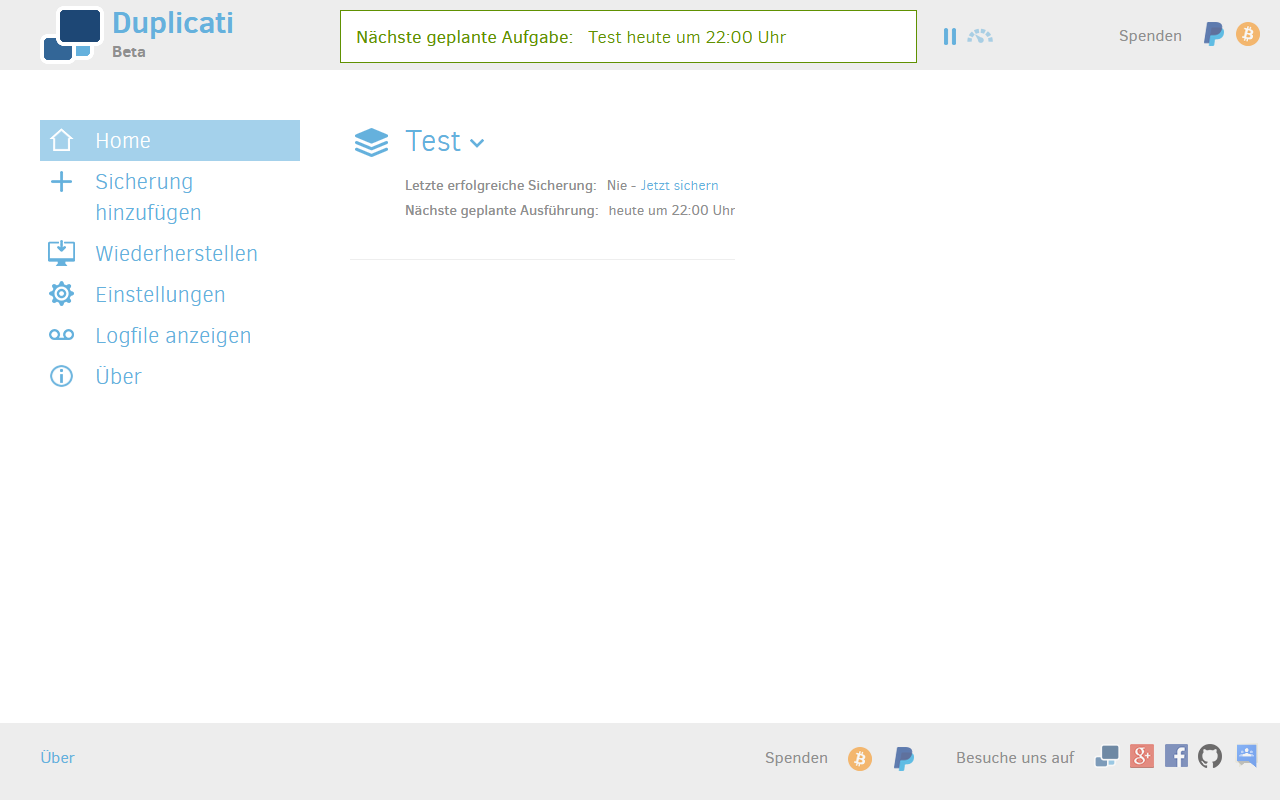 Duplicati
Beta
Nächste geplante Aufgabe: Test heute um 22:00 Uhr
Spenden
Home
Sicherung
hinzufügen
Wiederherstellen
Einstellungen
Logfile anzeigen
Über
Test
Letzte erfolgreiche Sicherung: Nie - Jetzt sichern
Nächste geplante Ausführung: heute um 22:00 Uhr
Über
Spenden
Besuche uns auf